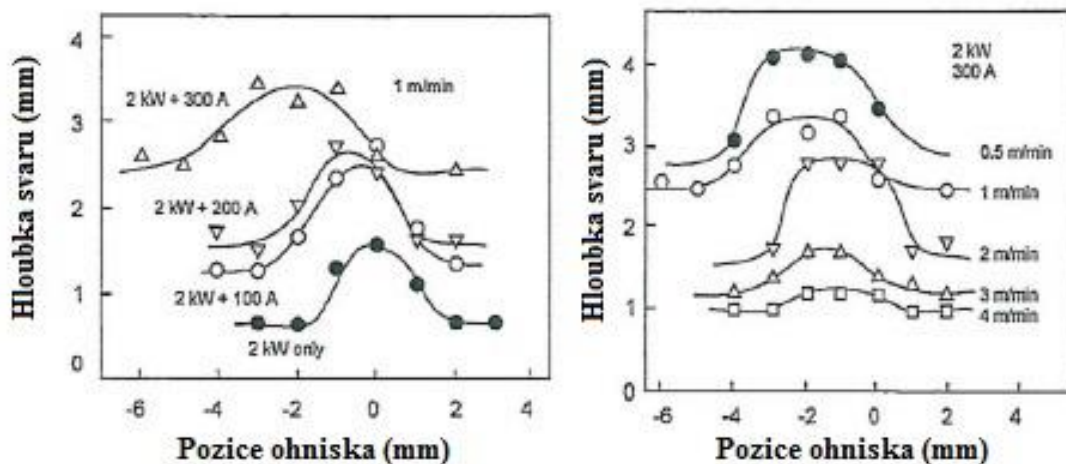 Hloubka svaru (mm)
4
3
2
1
0
2 kW + 300 A
1 m/min
2 kW + 200 A
2 kW + 100 A
2 kW only
-6
-4
-2
0
2
4
Pozice ohniska (mm)
Hloubka svaru (mm)
4
3
2
1
0
2 kW
300 A
0.5 m/min
1 m/min
2 m/min
3 m/min
4 m/min
-6
-4
-2
0
2
4
Pozice ohniska (mm)